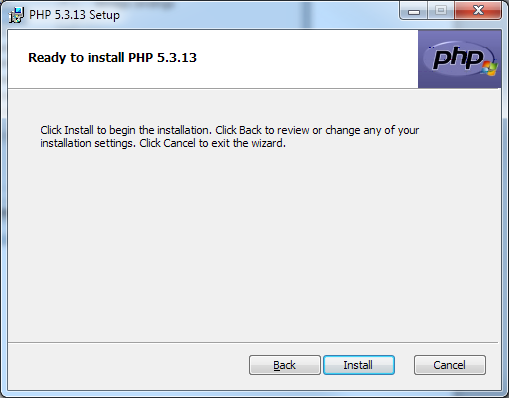 PHP 5.3.13 Setup
Ready to install PHP 5.3.13
php
Click Install to begin the installation. Click Back to review or change any of your
installation settings. Click Cancel to exit the wizard.
Back
Install
Cancel